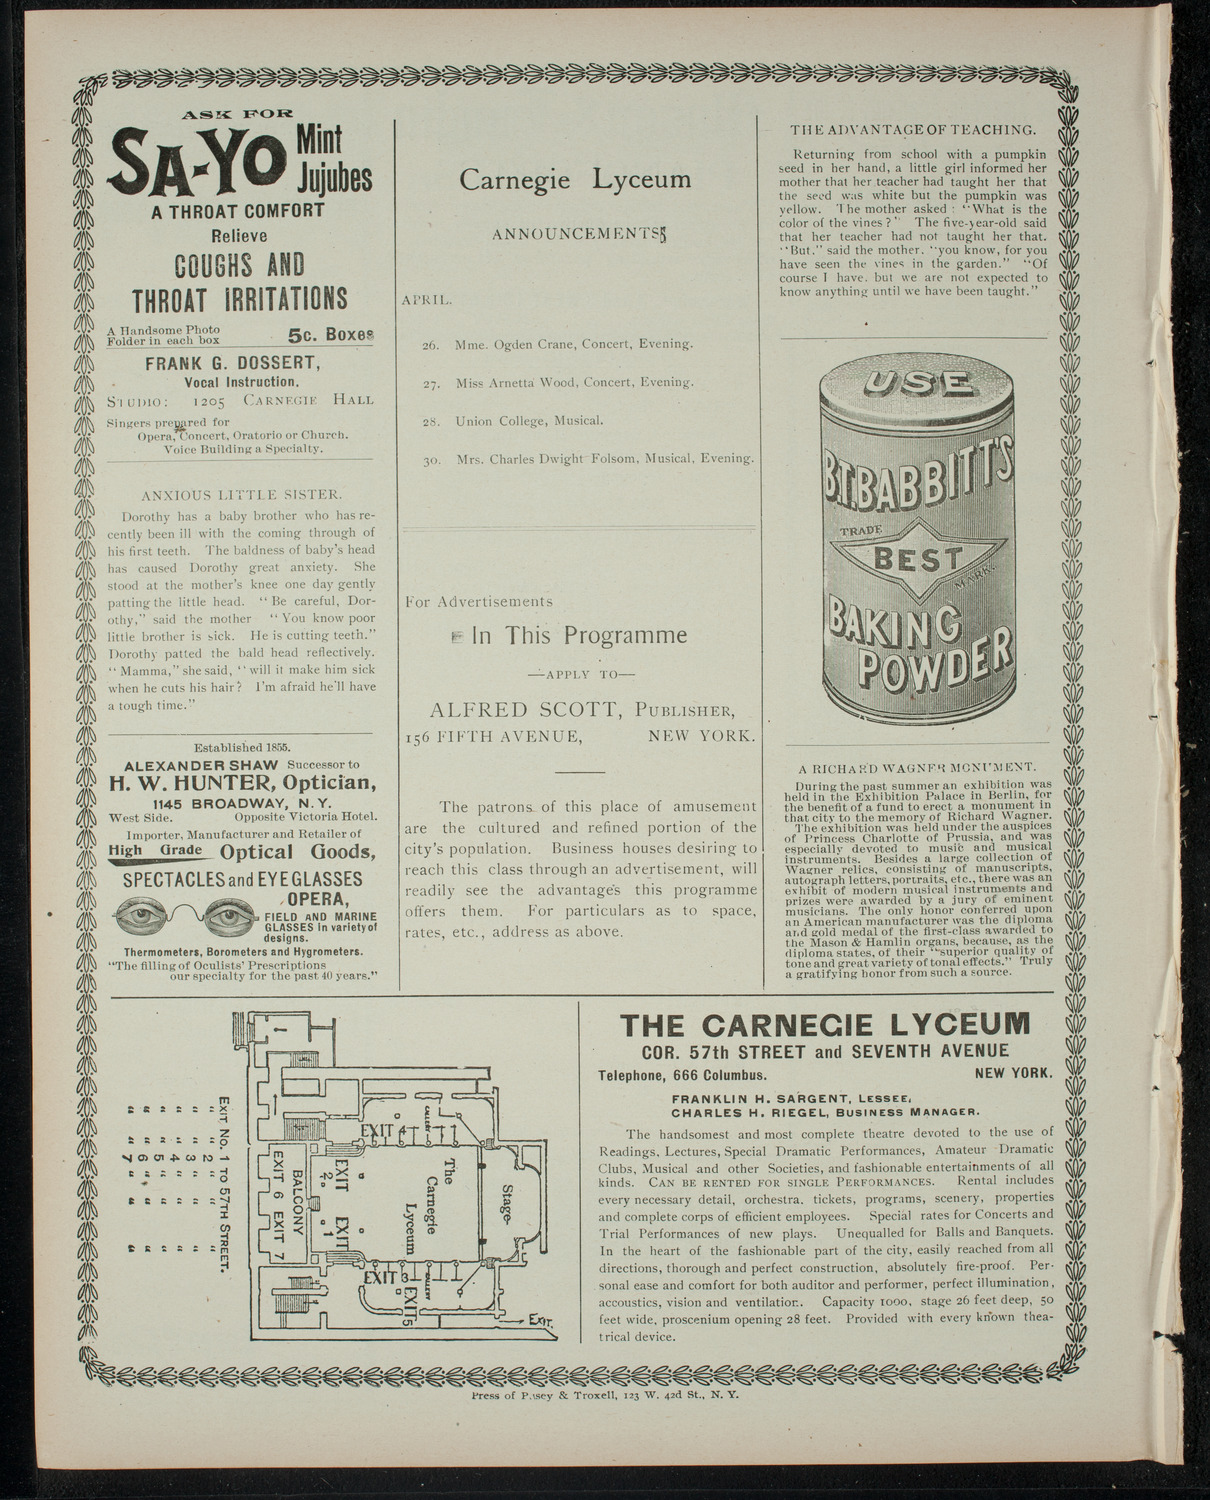 ASK FOR
SA-YO Mint
Jujubes
A THROAT COMFORT
Relieve
COUGHS AND
THROAT IRRITATIONS
A Handsome Photo
Folder in each box 5c. Boxes
FRANK G. DOSSERT,
Vocal Instruction.
STUDIO: 1205 CARNEGIE HALL
Singers prepared for
Opera, Concert, Oratorio or Church.
Voice Building a Specialty.
ANXIOUS LITTLE SISTER.
Dorothy has a baby brother who has re-
cently been ill with the coming through of
his first teeth. The baldness of baby's head
has caused Dorothy great anxiety. She
stood at the mother's knee one day gently
patting the little head. "Be careful, Dor-
othy," said the mother "You know poor
little brother is sick. He is cutting teeth."
Dorothy patted the bald head reflectively.
"Mamma," she said, "will it make him sick
when he cuts his hair? I'm afraid he'll have
a tough time."
Established 1855.
ALEXANDER SHAW Successor to
H. W. HUNTER, Optician,
1145 BROADWAY, N. Y.
West Side. Opposite Victoria Hotel.
Importer, Manufacturer and Retailer of
High Grade Optical Goods,
SPECTACLES and EYEGLASSES
OPERA,
FIELD AND MARINE
GLASSES in variety of
designs.
Thermometers, Borometers and Hygrometers.
"The filling of Oculists' Prescriptions
our specialty for the past 40 years."
Carnegie Lyceum
ANNOUNCEMENTS
APRIL.
26. Mme. Ogden Crane, Concert, Evening.
27. Miss Arnetta Wood, Concert, Evening.
28. Union College, Musical.
30. Mrs. Charles Dwight Folsom, Musical, Evening.
For Advertisements
In This Programme
—APPLY TO—
ALFRED SCOTT, PUBLISHER,
156 FIFTH AVENUE, NEW YORK.
The patrons of this place of amusement
are the cultured and refined portion of the
city's population. Business houses desiring to
reach this class through an advertisement, will
readily see the advantages this programme
offers them. For particulars as to space,
rates, etc., address as above.
THE ADVANTAGE OF TEACHING.
Returning from school with a pumpkin
seed in her hand, a little girl informed her
mother that her teacher had taught her that
the seed was white but the pumpkin was
yellow. The mother asked: "What is the
color of the vines?" The five-year-old said
that her teacher had not taught her that.
"But," said the mother, "you know, for you
have seen the vines in the garden." "Of
course I have, but we are not expected to
know anything until we have been taught."
USE
B.T. BABBITT'S
TRADE
BEST
MARK.
BAKING
POWDER
A RICHARD WAGNER MONUMENT.
During the past summer an exhibition was
held in the Exhibition Palace in Berlin, for
the benefit of a fund to erect a monument in
that city to the memory of Richard Wagner.
The exhibition was held under the auspices
of Princess Charlotte of Prussia, and was
especially devoted to music and musical
instruments. Besides a large collection of
Wagner relics, consisting of manuscripts,
autograph letters, portraits, etc., there was an
exhibit of modern musical instruments and
prizes were awarded by a jury of eminent
musicians. The only honor conferred upon
an American manufacturer was the diploma
and gold medal of the first-class awarded to
the Mason & Hamlin organs, because, as the
diploma states, of their "superior quality of
tone and great variety of tonal effects." Truly
a gratifying honor from such a source.
EXIT No. 1 TO 57TH STREET.
" " 2 " " "
" " 3 " " "
" " 4 " " "
" " 5 " " "
" " 6 " " "
" " 7 " " "
BALCONY
EXIT 6 EXIT 7
EXIT 2
EXIT 1
EXIT 4
GALLERY
The
Carnegie
Lyceum
Stage
EXIT 3
GALLERY
EXIT 5
EXIT.
THE CARNEGIE LYCEUM
COR. 57th STREET and SEVENTH AVENUE
Telephone, 666 Columbus. NEW YORK.
FRANKLIN H. SARGENT, LESSEE,
CHARLES H. RIEGEL, BUSINESS MANAGER.
The handsomest and most complete theatre devoted to the use of
Readings, Lectures, Special Dramatic Performances, Amateur Dramatic
Clubs, Musical and other Societies, and fashionable entertainments of all
kinds. CAN BE RENTED FOR SINGLE PERFORMANCES. Rental includes
every necessary detail, orchestra, tickets, programs, scenery, properties
and complete corps of efficient employees. Special rates for Concerts and
Trial Performances of new plays. Unequalled for Balls and Banquets.
In the heart of the fashionable part of the city, easily reached from all
directions, thorough and perfect construction, absolutely fire-proof. Per-
sonal ease and comfort for both auditor and performer, perfect illumination,
accoustics, vision and ventilation. Capacity 1000, stage 26 feet deep, 50
feet wide, proscenium opening 28 feet. Provided with every known thea-
trical device.
Press of & Troxell, 123 W. 42d St., N. Y.